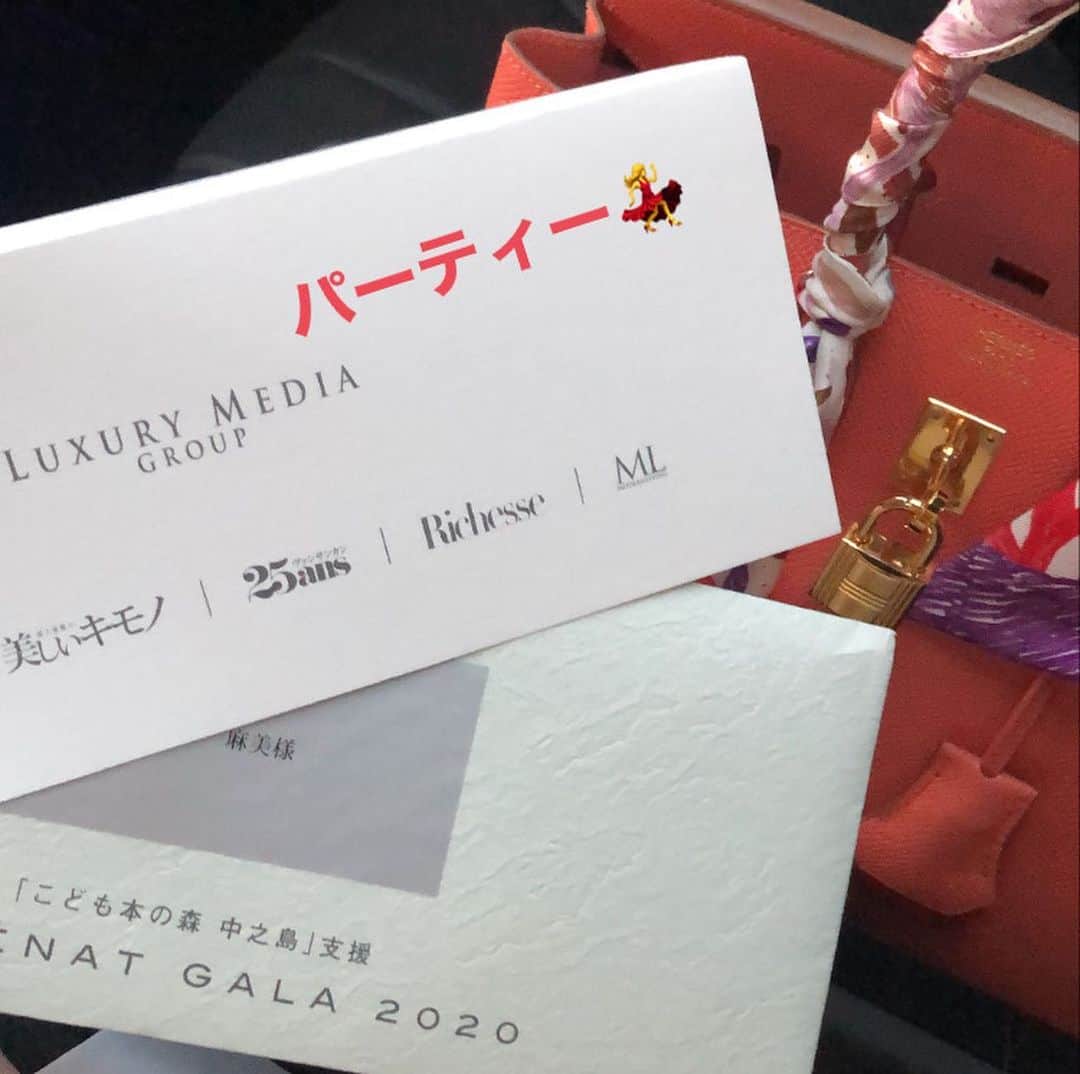 パーティー💃
LUXURY MEDIA
GROUP
美しいキモノ | 25ans ヴァンサンカン | Richesse | ML
麻美様
「こども本の森 中之島」支援
ENAT GALA 2020